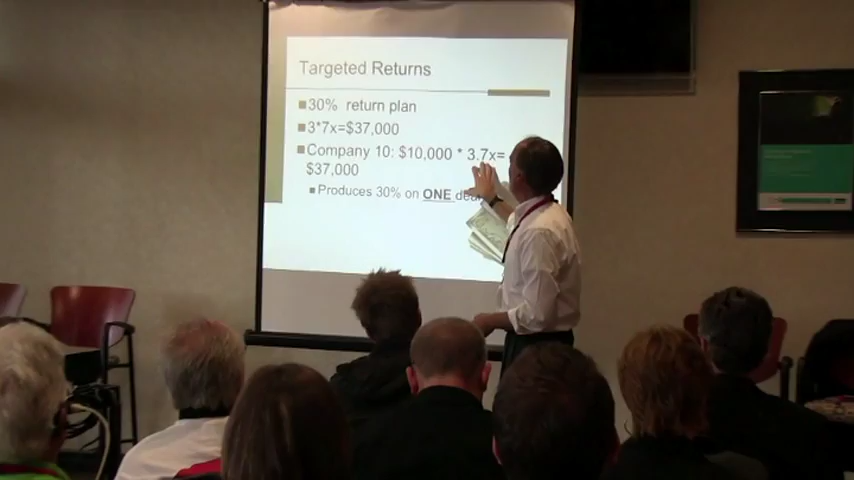 Targeted Returns
30% return plan
3*7x=$37,000
Company 10: $10,000 * 3.7x=
$37,000
Produces 30% on ONE